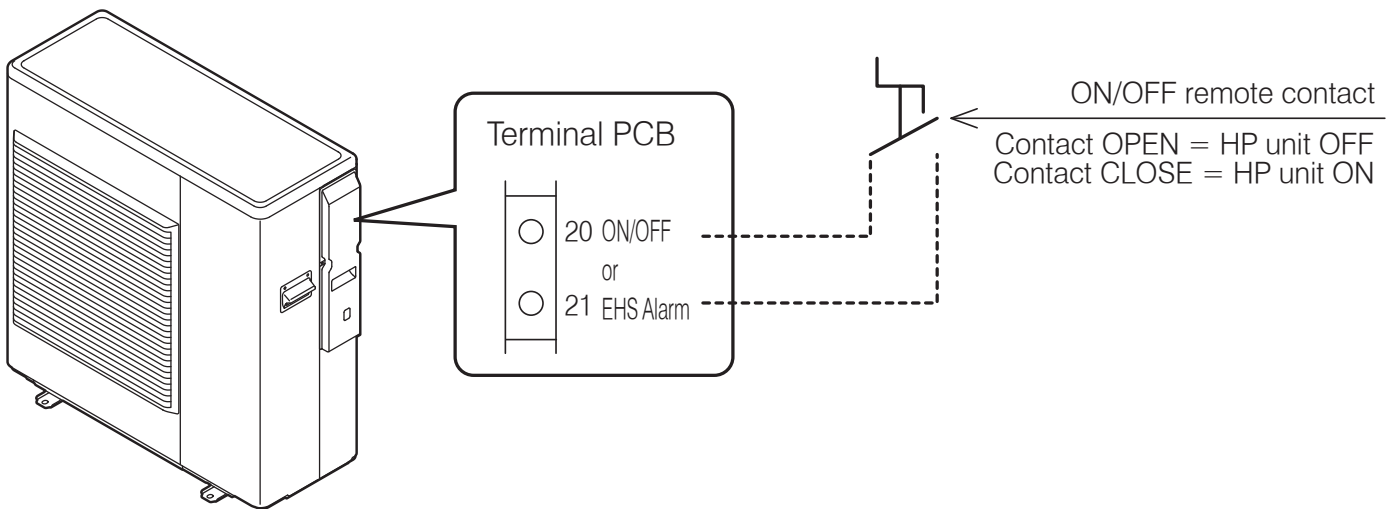 ON/OFF remote contact
Contact OPEN = HP unit OFF
Contact CLOSE = HP unit ON
Terminal PCB
20 ON/OFF
or
21 EHS Alarm